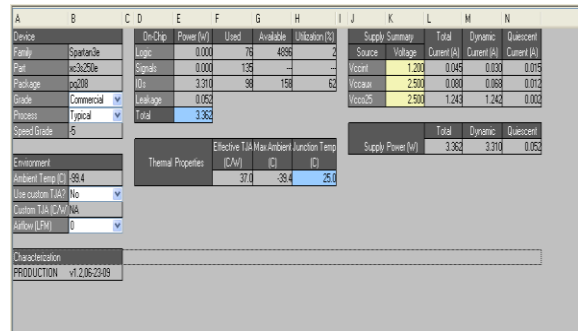 A B C D E F G H I J K L M N
Device On-Chip Power (W) Used Available Utilization (%) Supply Summary Total Dynamic Quiescent
Family Spartan3e Logic 0.000 76 4896 2 Source Voltage Current (A) Current (A) Current (A)
Part xc3s250e Signals 0.000 135 --- --- Vccint 1.200 0.045 0.030 0.015
Package pq208 IOs 3.310 98 158 62 Vccaux 2.500 0.080 0.068 0.012
Grade Commercial Leakage 0.052 Vcco25 2.500 1.243 1.242 0.002
Process Typical Total 3.362
Speed Grade -5 Total Dynamic Quiescent
Effective TJA Max Ambient Junction Temp Supply Power (W) 3.362 3.310 0.052
Environment Thermal Properties (C/W) (C) (C)
Ambient Temp (C) -99.4 37.0 -39.4 25.0
Use custom TJA? No
Custom TJA (C/W) NA
Airflow (LFM) 0
Characterization
PRODUCTION v1.2,06-23-09